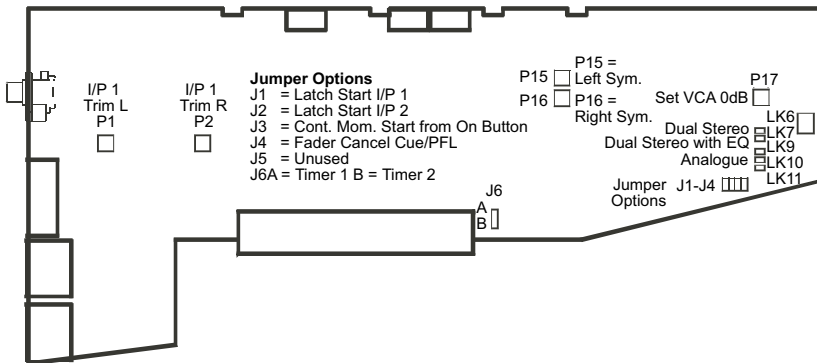 I/P 1
Trim L
P1
I/P 1
Trim R
P2
Jumper Options
J1 = Latch Start I/P 1
J2 = Latch Start I/P 2
J3 = Cont. Mom. Start from On Button
J4 = Fader Cancel Cue/PFL
J5 = Unused
J6A = Timer 1 B = Timer 2
J6
A
B
P15
P15 =
Left Sym.
P16
P16 =
Right Sym.
P17
Set VCA 0dB
LK6
Dual Stereo LK7
Dual Stereo with EQ LK9
Analogue LK10
LK11
Jumper
Options
J1-J4